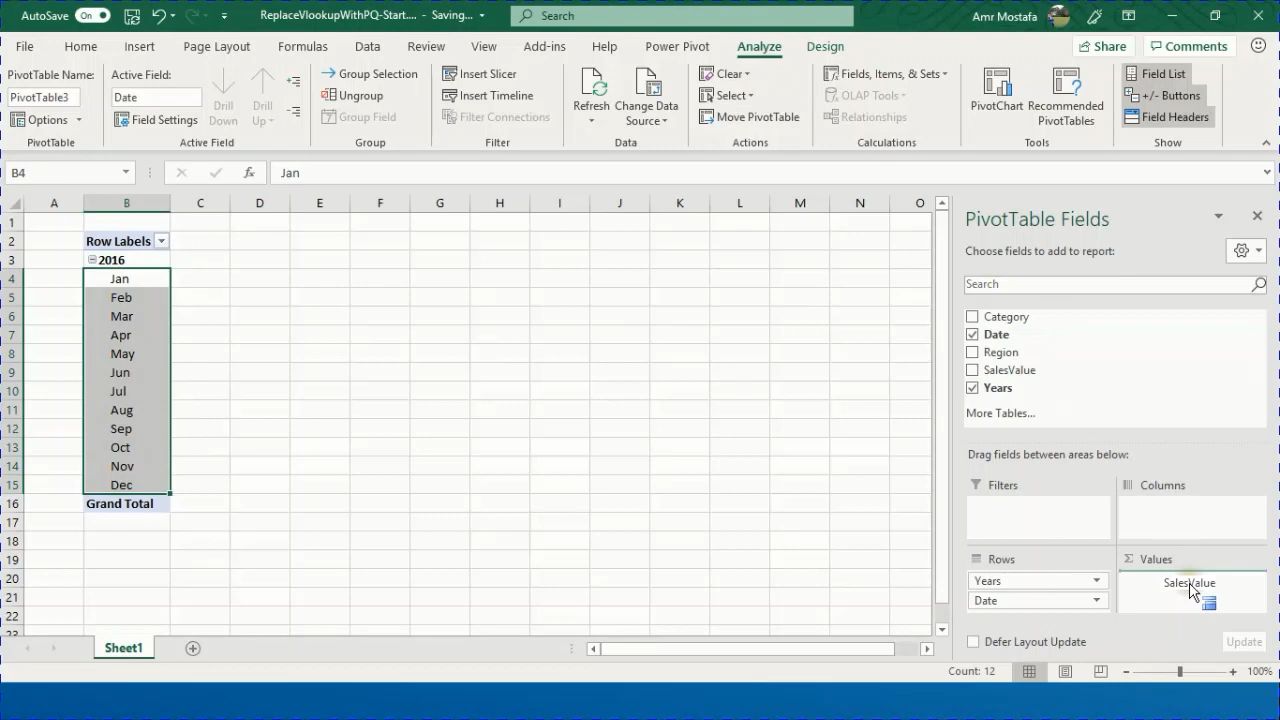 AutoSave On ReplaceVlookupWithPQ-Start.... - Saving... Search Amr Mostafa
File Home Insert Page Layout Formulas Data Review View Add-ins Help Power Pivot Analyze Design Share Comments
PivotTable Name: Active Field: Group Selection Insert Slicer Clear Fields, Items, & Sets Field List
PivotTable3 Date Ungroup Insert Timeline Select OLAP Tools +/- Buttons
Options Field Settings Drill Down Drill Up Group Field Filter Connections Refresh Change Data Source Move PivotTable Relationships PivotChart Recommended PivotTables Field Headers
PivotTable Active Field Group Filter Data Actions Calculations Tools Show
B4 fx Jan
A B C D E F G H I J K L M N O
1
2 Row Labels
3 2016
4 Jan
5 Feb
6 Mar
7 Apr
8 May
9 Jun
10 Jul
11 Aug
12 Sep
13 Oct
14 Nov
15 Dec
16 Grand Total
17
18
19
20
21
22
23
PivotTable Fields
Choose fields to add to report:
Search
Category
Date
Region
SalesValue
Years
More Tables...
Drag fields between areas below:
Filters Columns
Rows Σ Values
Years SalesValue
Date
Defer Layout Update Update
Sheet1
Count: 12 100%